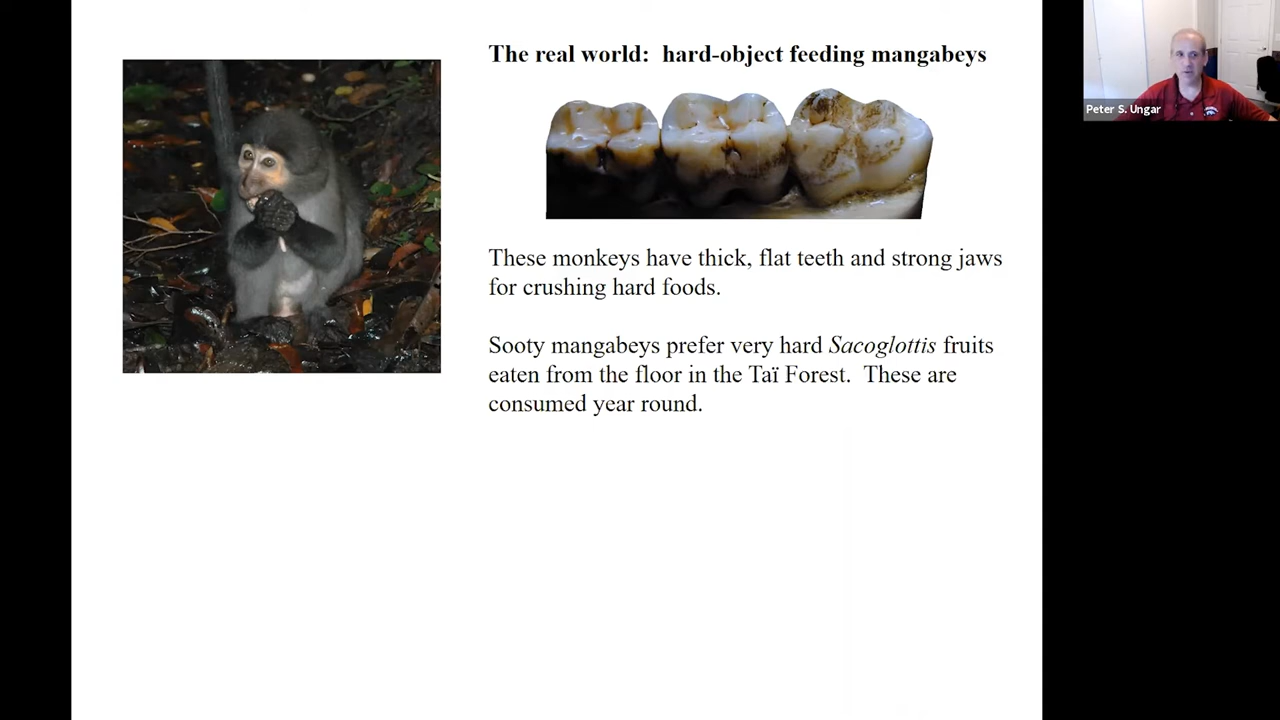 The real world: hard-object feeding mangabeys
Peter S. Ungar
These monkeys have thick, flat teeth and strong jaws
for crushing hard foods.
Sooty mangabeys prefer very hard Sacoglottis fruits
eaten from the floor in the Taï Forest. These are
consumed year round.